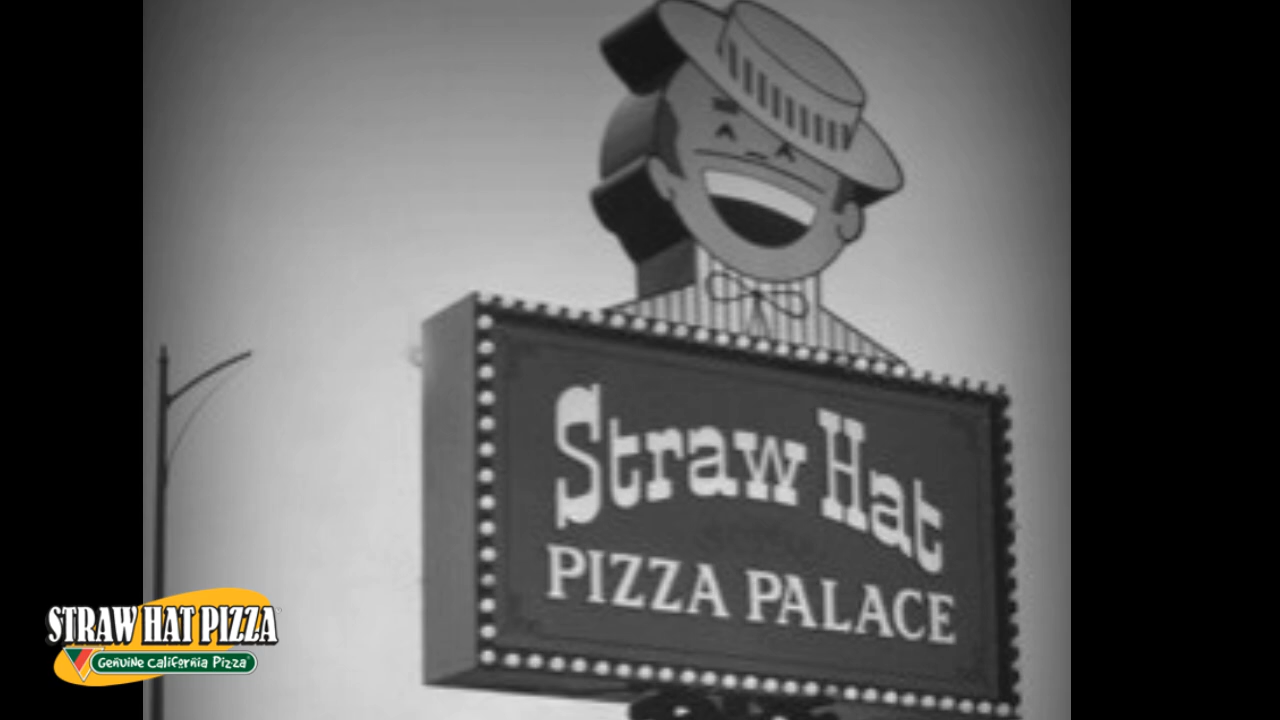 Straw Hat
PIZZA PALACE
STRAW HAT PIZZA
Genuine California Pizza